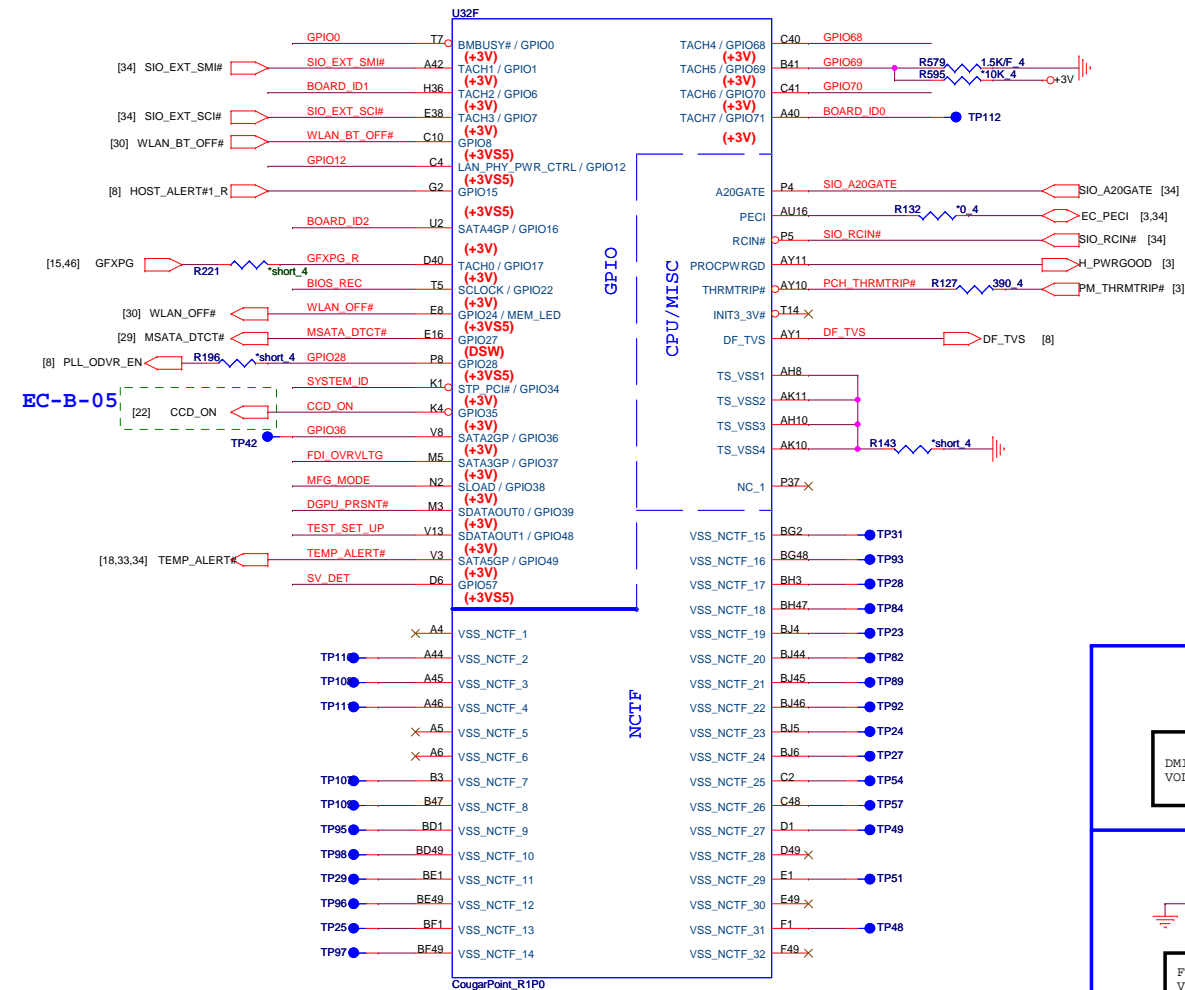 U32F
GPIO0 T7 BMBUSY# / GPIO0 TACH4 / GPIO68 C40 GPIO68
(+3V) (+3V)
[34] SIO_EXT_SMI# SIO_EXT_SMI# A42 TACH1 / GPIO1 TACH5 / GPIO69 B41 GPIO69 R579 1.5K/F_4
(+3V) (+3V) R595 *10K_4 +3V
BOARD_ID1 H36 TACH2 / GPIO6 TACH6 / GPIO70 C41 GPIO70
(+3V) (+3V)
[34] SIO_EXT_SCI# SIO_EXT_SCI# E38 TACH3 / GPIO7 TACH7 / GPIO71 A40 BOARD_ID0 TP112
(+3V) (+3V)
[30] WLAN_BT_OFF# WLAN_BT_OFF# C10 GPIO8
(+3VS5)
GPIO12 C4 LAN_PHY_PWR_CTRL / GPIO12
(+3VS5)
[8] HOST_ALERT#1_R G2 GPIO15 A20GATE P4 SIO_A20GATE SIO_A20GATE [34]
(+3VS5) PECI AU16 R132 *0_4 EC_PECI [3,34]
BOARD_ID2 U2 SATA4GP / GPIO16 RCIN# P5 SIO_RCIN# SIO_RCIN# [34]
(+3V)
[15,46] GFXPG R221 *short_4 GFXPG_R D40 TACH0 / GPIO17 PROCPWRGD AY11 H_PWRGOOD [3]
(+3V)
BIOS_REC T5 SCLOCK / GPIO22 THRMTRIP# AY10 PCH_THRMTRIP# R127 390_4 PM_THRMTRIP# [3]
(+3V)
[30] WLAN_OFF# WLAN_OFF# E8 GPIO24 / MEM_LED INIT3_3V# T14
(+3VS5)
[29] MSATA_DTCT# MSATA_DTCT# E16 GPIO27 DF_TVS AY1 DF_TVS DF_TVS [8]
(DSW)
[8] PLL_ODVR_EN R196 *short_4 GPIO28 P8 GPIO28
(+3VS5) TS_VSS1 AH8
SYSTEM_ID K1 STP_PCI# / GPIO34
(+3V) TS_VSS2 AK11
EC-B-05 [22] CCD_ON CCD_ON K4 GPIO35
(+3V) TS_VSS3 AH10
TP42 GPIO36 V8 SATA2GP / GPIO36
(+3V) TS_VSS4 AK10 R143 *short_4
FDI_OVRVLTG M5 SATA3GP / GPIO37
(+3V)
MFG_MODE N2 SLOAD / GPIO38 NC_1 P37
(+3V)
DGPU_PRSNT# M3 SDATAOUT0 / GPIO39
(+3V)
TEST_SET_UP V13 SDATAOUT1 / GPIO48 VSS_NCTF_15 BG2 TP31
(+3V)
[18,33,34] TEMP_ALERT# TEMP_ALERT# V3 SATA5GP / GPIO49 VSS_NCTF_16 BG48 TP93
(+3V)
SV_DET D6 GPIO57 VSS_NCTF_17 BH3 TP28
(+3VS5)
GPIO
CPU/MISC
NCTF
VSS_NCTF_18 BH47 TP84
A4 VSS_NCTF_1 VSS_NCTF_19 BJ4 TP23
A44 VSS_NCTF_2 VSS_NCTF_20 BJ44 TP82
A45 VSS_NCTF_3 VSS_NCTF_21 BJ45 TP89
A46 VSS_NCTF_4 VSS_NCTF_22 BJ46 TP92
A5 VSS_NCTF_5 VSS_NCTF_23 BJ5 TP24
A6 VSS_NCTF_6 VSS_NCTF_24 BJ6 TP27
B3 VSS_NCTF_7 VSS_NCTF_25 C2 TP54
B47 VSS_NCTF_8 VSS_NCTF_26 C48 TP57
TP95 BD1 VSS_NCTF_9 VSS_NCTF_27 D1 TP49
TP98 BD49 VSS_NCTF_10 VSS_NCTF_28 D49
TP29 BE1 VSS_NCTF_11 VSS_NCTF_29 E1 TP51
TP96 BE49 VSS_NCTF_12 VSS_NCTF_30 E49
TP25 BF1 VSS_NCTF_13 VSS_NCTF_31 F1 TP48
TP97 BF49 VSS_NCTF_14 VSS_NCTF_32 F49
CougarPoint_R1P0